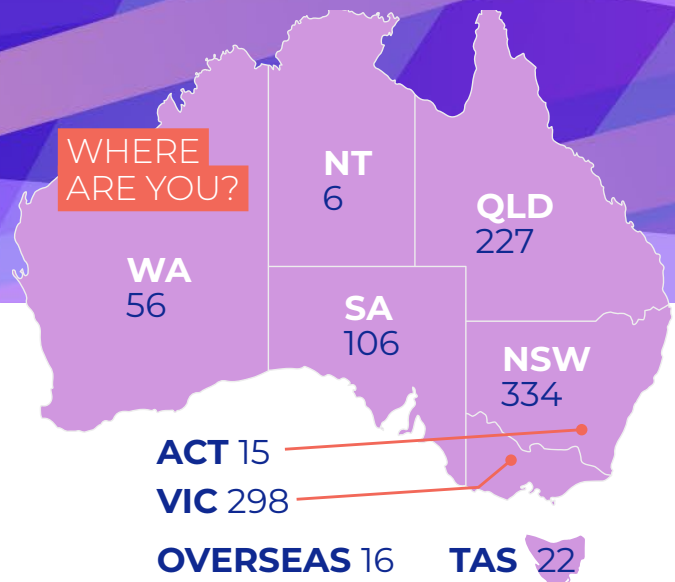 WHERE
ARE YOU?
NT
6
QLD
227
WA
56
SA
106
NSW
334
ACT 15
VIC 298
OVERSEAS 16
TAS 22